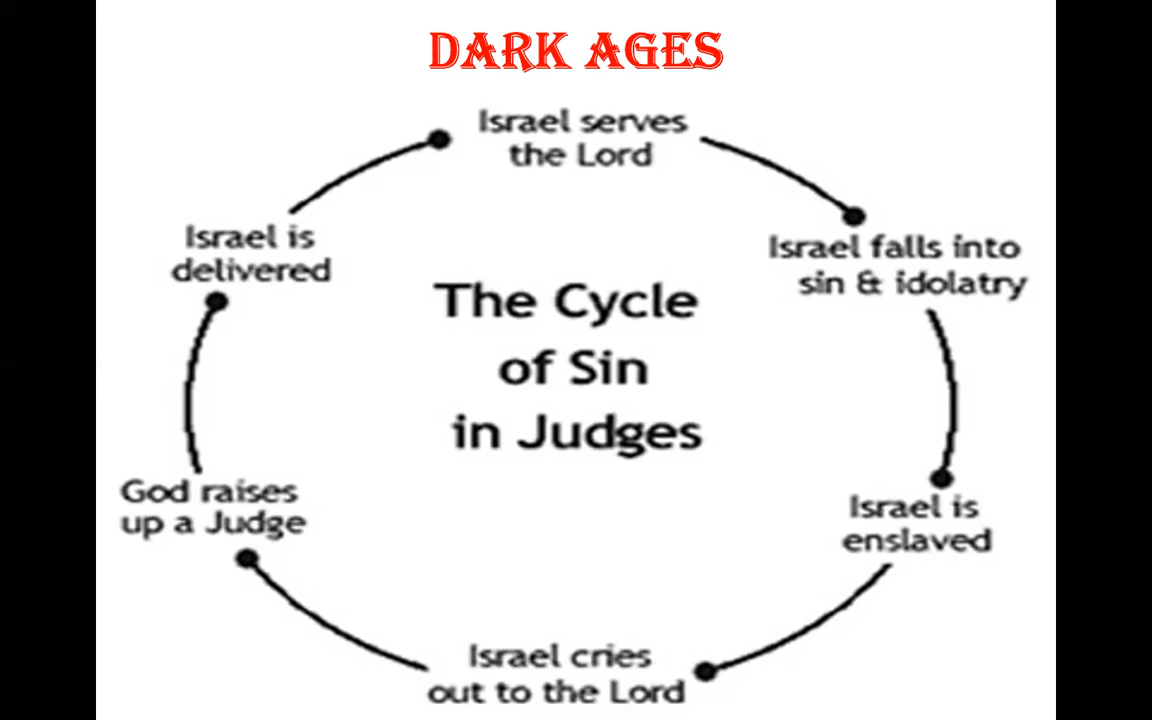 DARK AGES
Israel serves
the Lord
Israel falls into
sin & idolatry
Israel is
enslaved
Israel cries
out to the Lord
God raises
up a Judge
Israel is
delivered
The Cycle
of Sin
in Judges